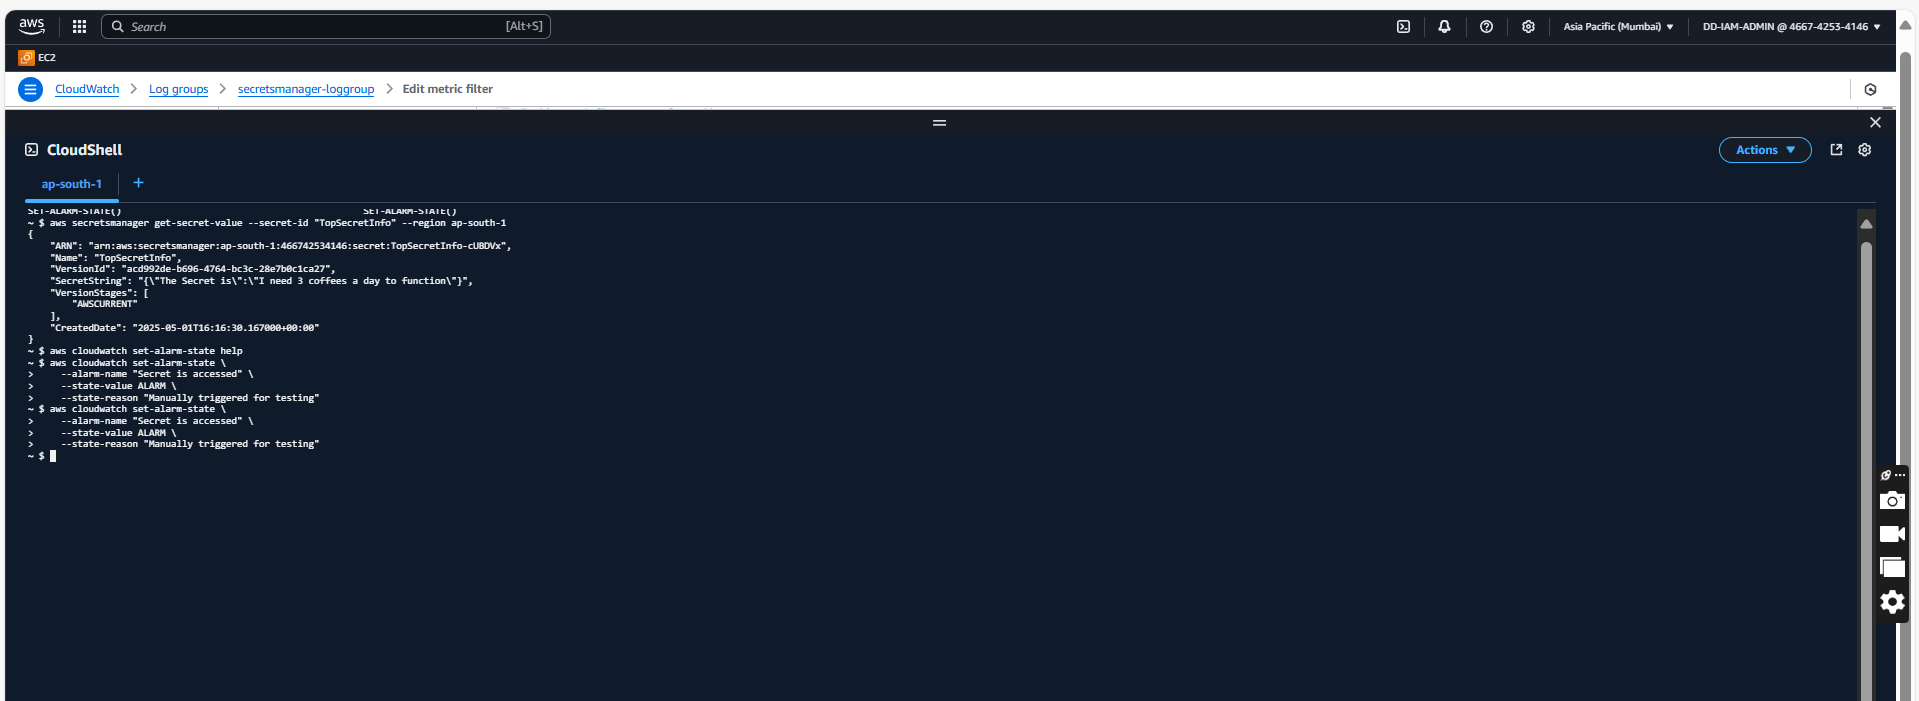 aws
Search [Alt+S]
Asia Pacific (Mumbai) ▼
DD-IAM-ADMIN @ 4667-4253-4146 ▼
EC2
CloudWatch > Log groups > secretsmanager-loggroup > Edit metric filter
CloudShell
Actions ▼
ap-south-1 +
SET-ALARM-STATE() SET-ALARM-STATE()
~ $ aws secretsmanager get-secret-value --secret-id "TopSecretInfo" --region ap-south-1
{
    "ARN": "arn:aws:secretsmanager:ap-south-1:466742534146:secret:TopSecretInfo-cUBDVx",
    "Name": "TopSecretInfo",
    "VersionId": "acd992de-b696-4764-bc3c-28e7b0c1ca27",
    "SecretString": "{\"The Secret is\":\"I need 3 coffees a day to function\"}",
    "VersionStages": [
        "AWSCURRENT"
    ],
    "CreatedDate": "2025-05-01T16:16:30.167000+00:00"
}
~ $ aws cloudwatch set-alarm-state help
~ $ aws cloudwatch set-alarm-state \
>     --alarm-name "Secret is accessed" \
>     --state-value ALARM \
>     --state-reason "Manually triggered for testing"
~ $ aws cloudwatch set-alarm-state \
>     --alarm-name "Secret is accessed" \
>     --state-value ALARM \
>     --state-reason "Manually triggered for testing"
~ $